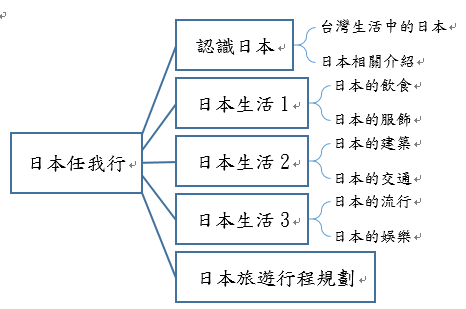 日本任我行
認識日本
台灣生活中的日本
日本相關介紹
日本生活 1
日本的飲食
日本的服飾
日本生活 2
日本的建築
日本的交通
日本生活 3
日本的流行
日本的娛樂
日本旅遊行程規劃